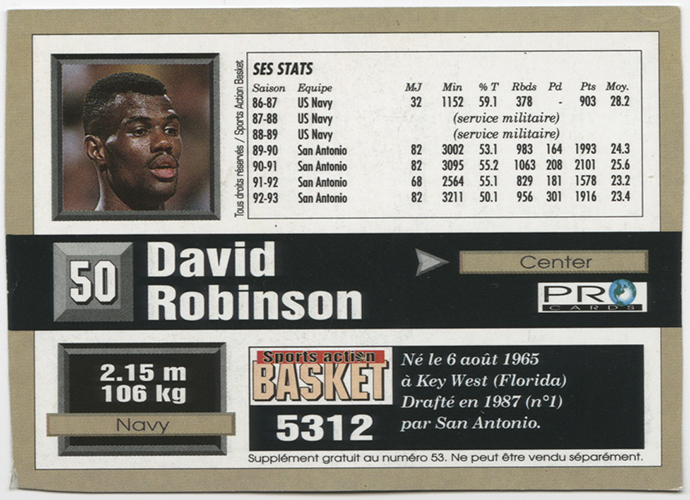 Tous droits réservés / Sports Action Basket
SES STATS
Saison Equipe MJ Min % T Rbds Pd Pts Moy.
86-87 US Navy 32 1152 59.1 378 - 903 28.2
87-88 US Navy (service militaire)
88-89 US Navy (service militaire)
89-90 San Antonio 82 3002 53.1 983 164 1993 24.3
90-91 San Antonio 82 3095 55.2 1063 208 2101 25.6
91-92 San Antonio 68 2564 55.1 829 181 1578 23.2
92-93 San Antonio 82 3211 50.1 956 301 1916 23.4
50
David
Robinson
Center
PRO
CARDS
2.15 m
106 kg
Navy
Sports action
BASKET
5312
Né le 6 août 1965
à Key West (Florida)
Drafté en 1987 (n°1)
par San Antonio.
Supplément gratuit au numéro 53. Ne peut être vendu séparément.